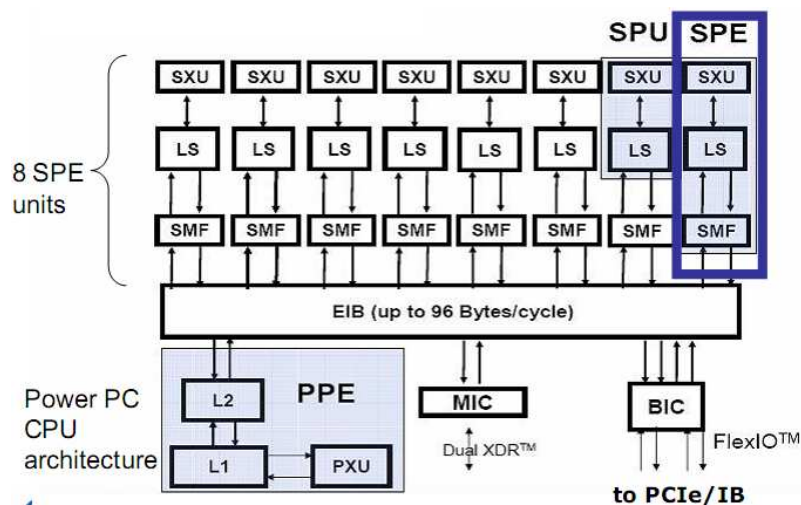 SPU SPE
SXU SXU SXU SXU SXU SXU SXU SXU
LS LS LS LS LS LS LS LS
8 SPE
units
SMF SMF SMF SMF SMF SMF SMF SMF
EIB (up to 96 Bytes/cycle)
Power PC
CPU
architecture
L2
PPE
L1
PXU
MIC
Dual XDR™
BIC
FlexIO™
to PCIe/IB